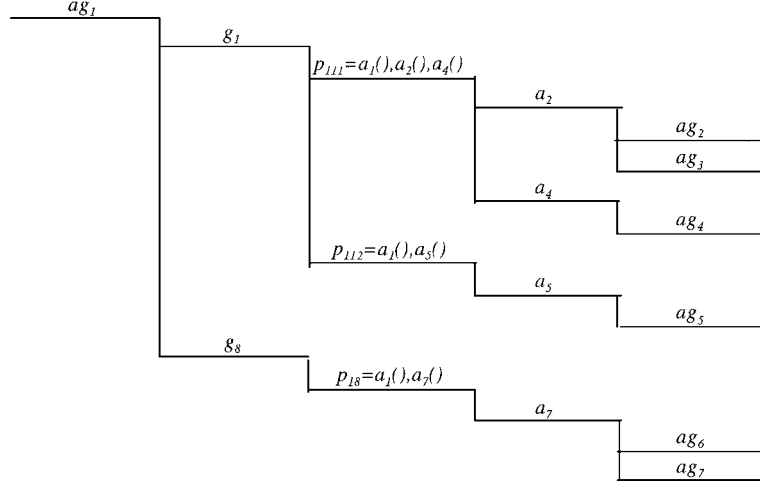 ag₁
g₁
p₁₁₁=a₁(),a₂(),a₄()
a₂
ag₂
ag₃
a₄
ag₄
p₁₁₂=a₁(),a₅()
a₅
ag₅
g₈
p₁₈=a₁(),a₇()
a₇
ag₆
ag₇